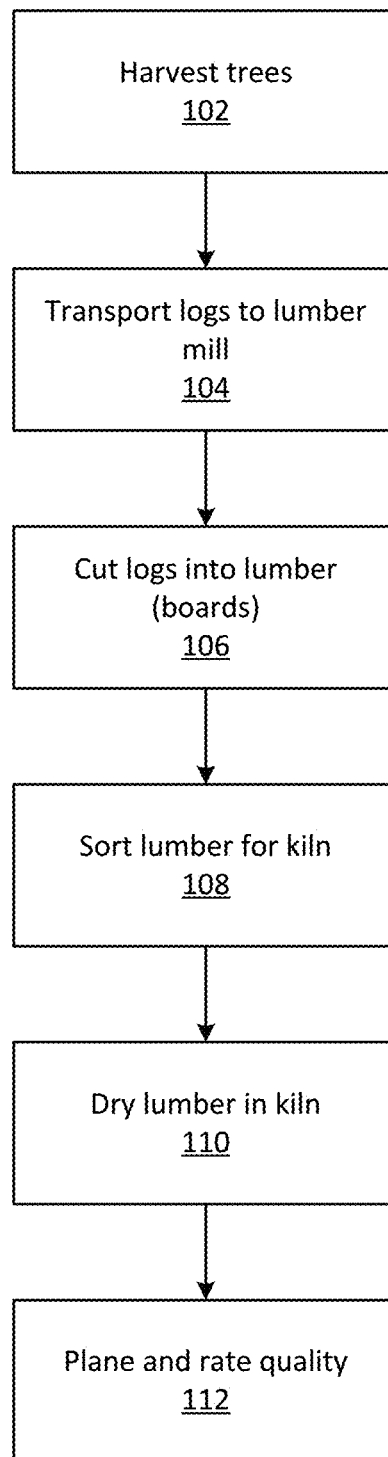 Harvest trees
102
Transport logs to lumber
mill
104
Cut logs into lumber
(boards)
106
Sort lumber for kiln
108
Dry lumber in kiln
110
Plane and rate quality
112